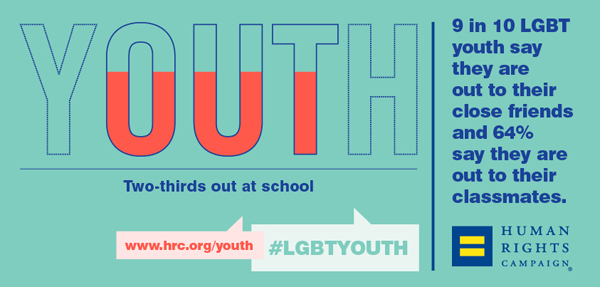 YOUTH
Two-thirds out at school
www.hrc.org/youth
#LGBTYOUTH
9 in 10 LGBT
youth say
they are
out to their
close friends
and 64%
say they are
out to their
classmates.
HUMAN
RIGHTS
CAMPAIGN®